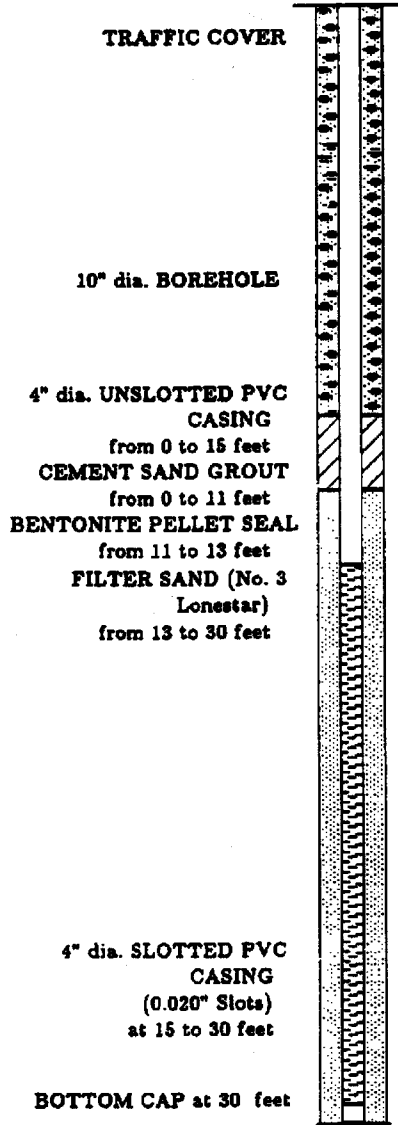 TRAFFIC COVER
10" dia. BOREHOLE
4" dia. UNSLOTTED PVC
CASING
from 0 to 15 feet
CEMENT SAND GROUT
from 0 to 11 feet
BENTONITE PELLET SEAL
from 11 to 13 feet
FILTER SAND (No. 3
Lonestar)
from 13 to 30 feet
4" dia. SLOTTED PVC
CASING
(0.020" Slots)
at 15 to 30 feet
BOTTOM CAP at 30 feet